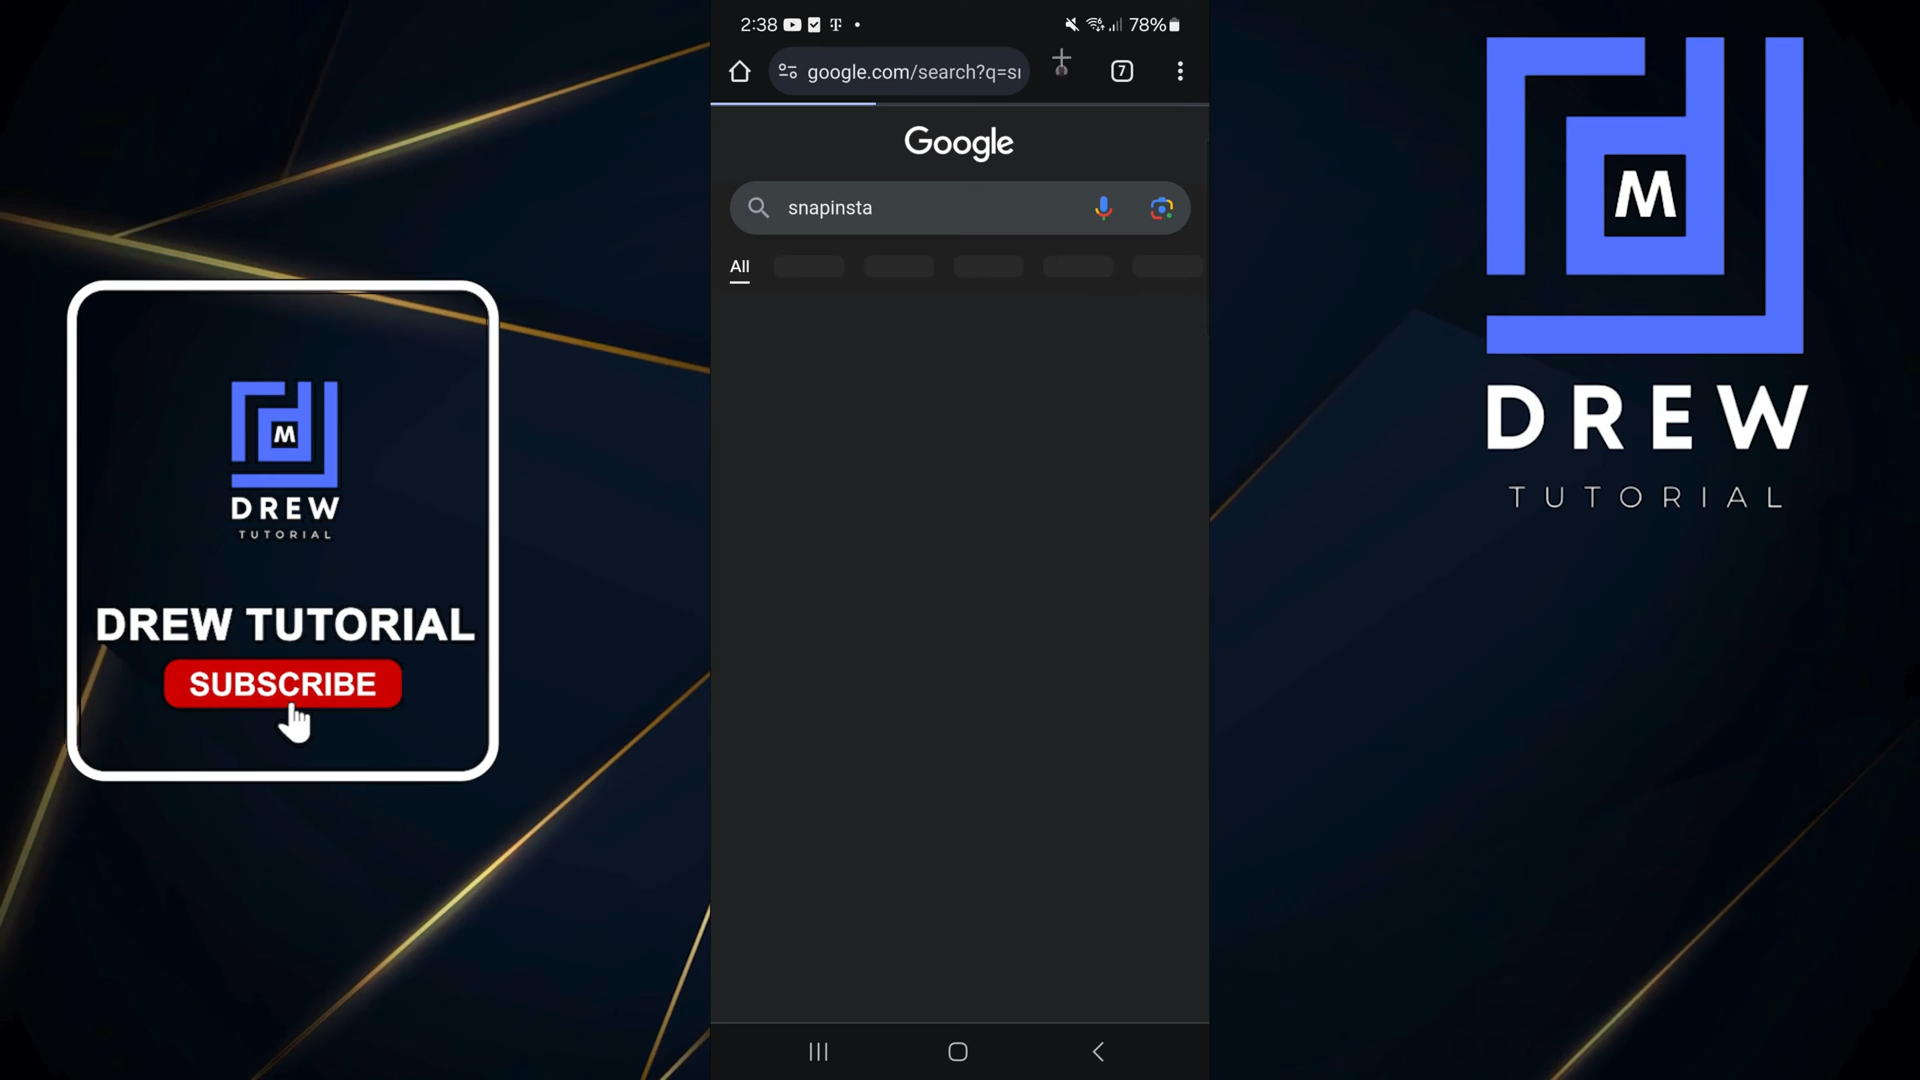 2:38
78%
google.com/search?q=sı
7
Google
snapinsta
All
M
DREW
TUTORIAL
DREW TUTORIAL
SUBSCRIBE
M
DREW
TUTORIAL